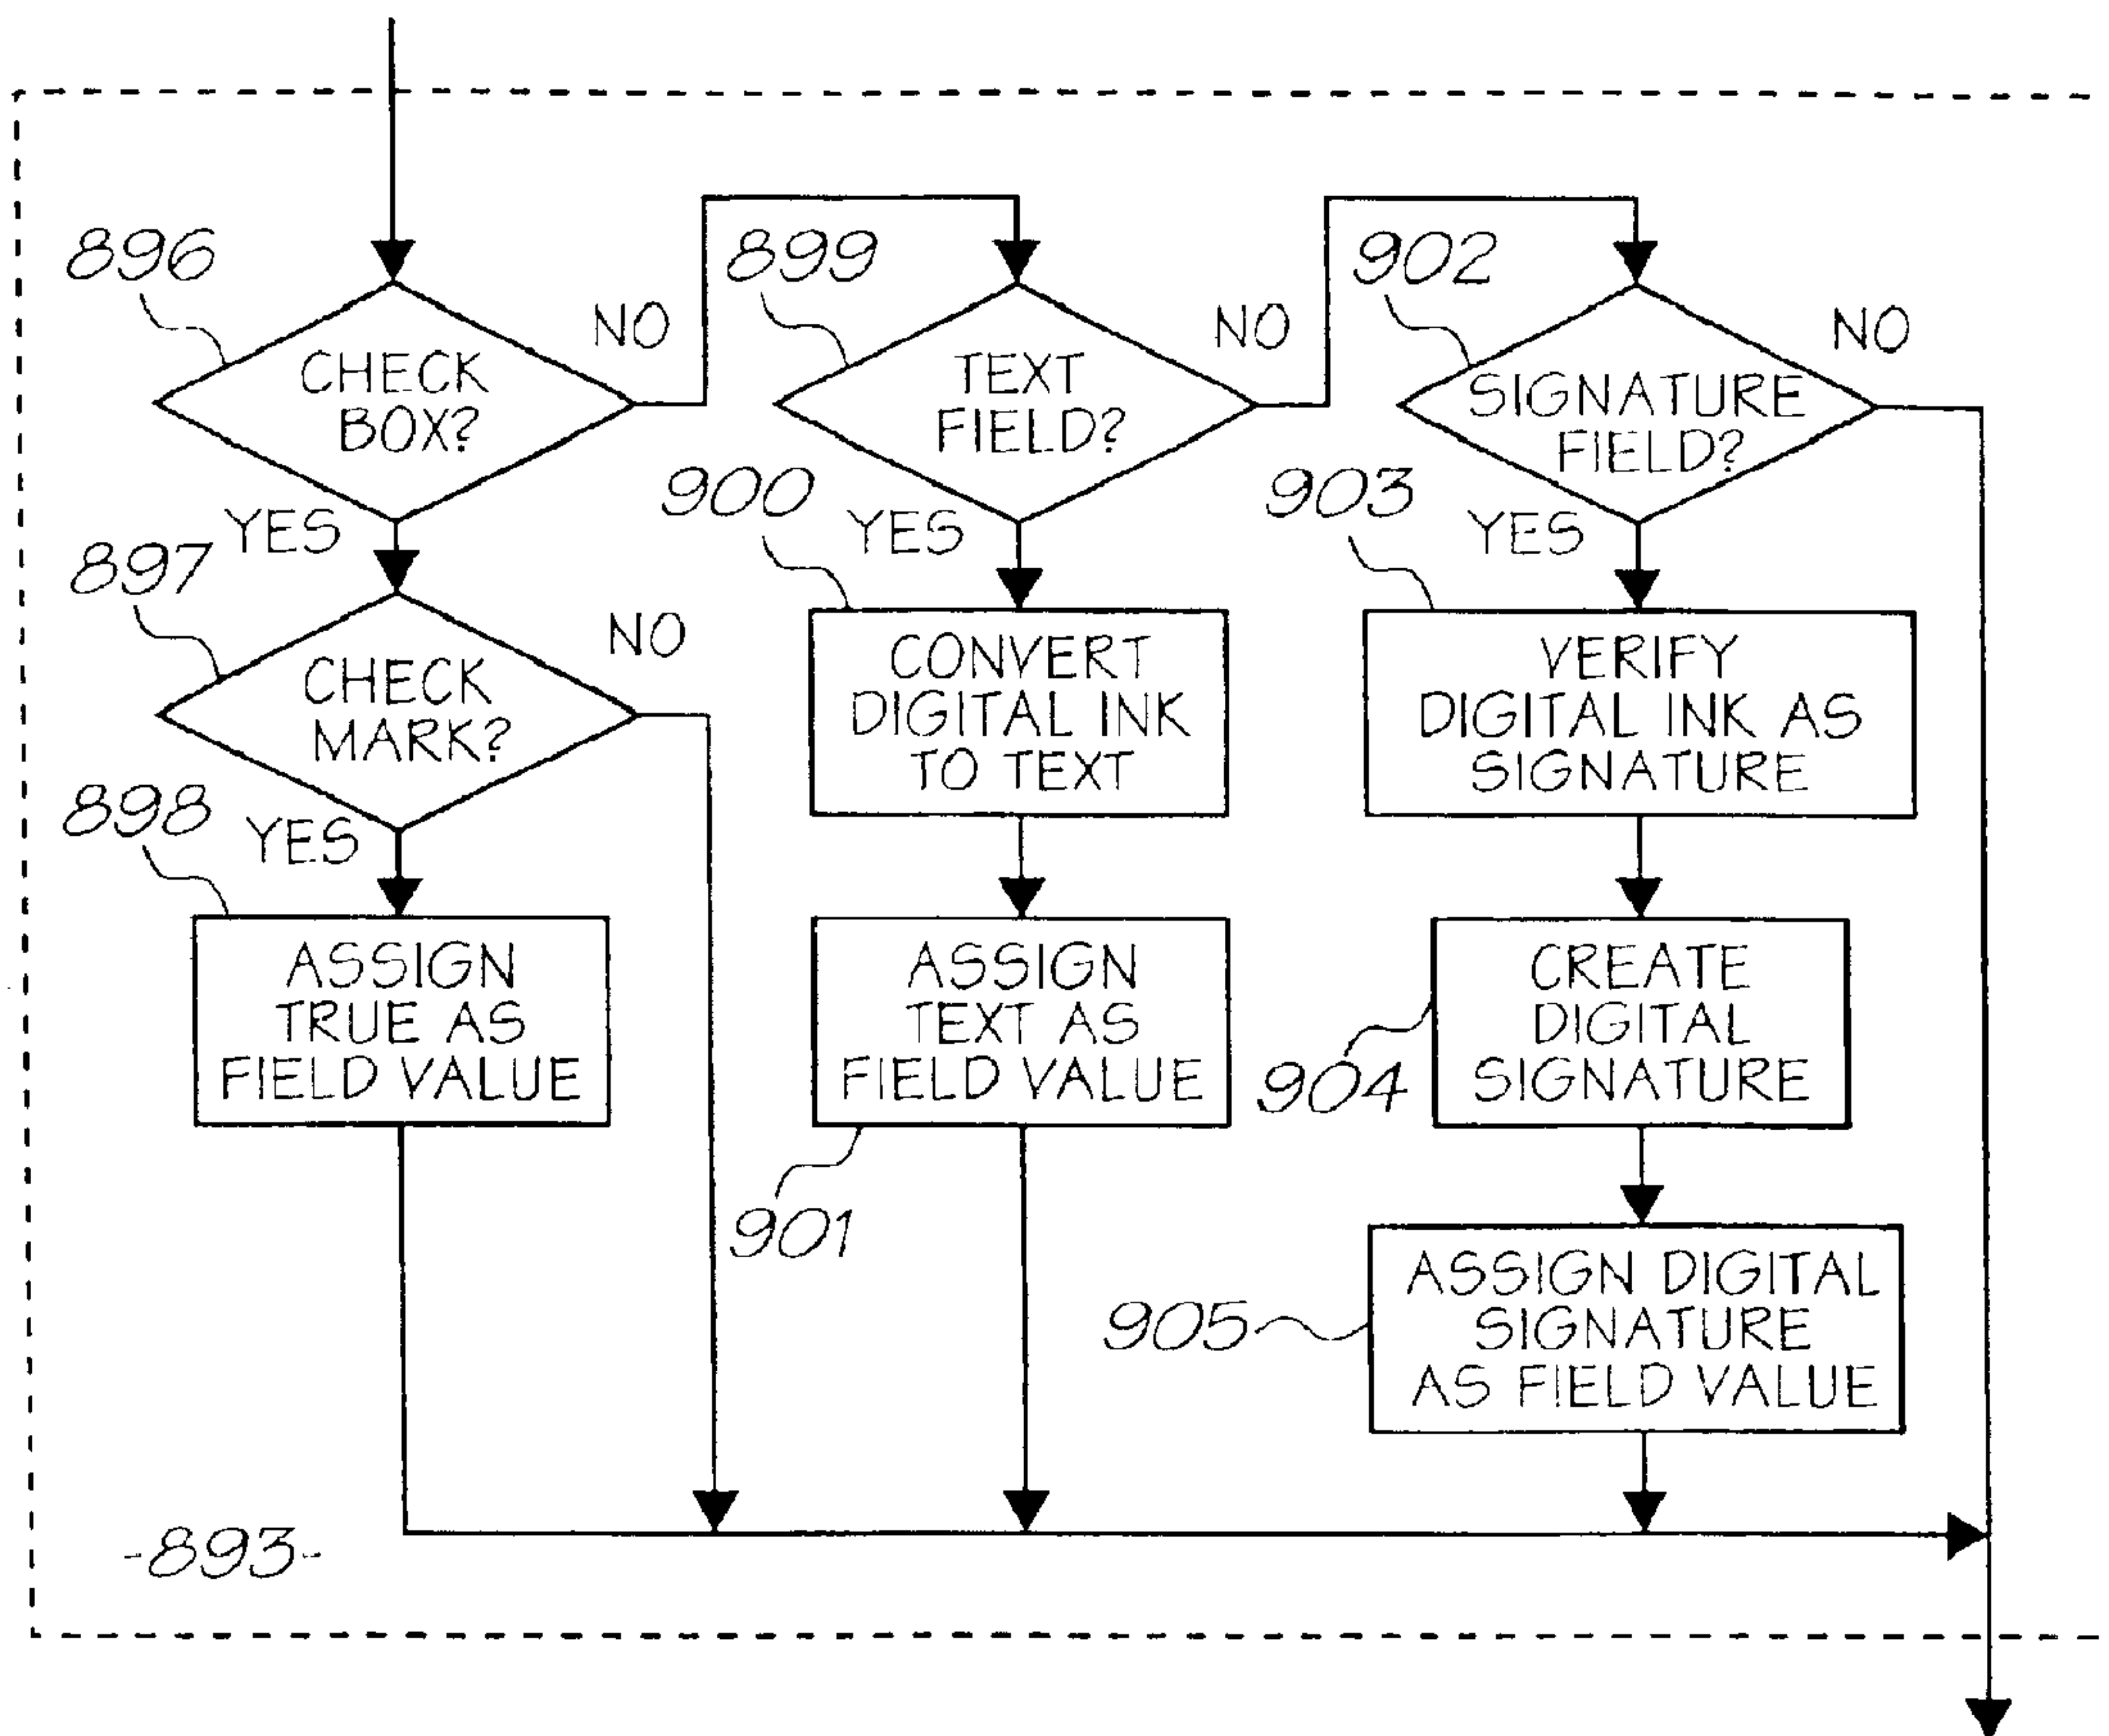 896
CHECK
BOX?
NO
YES
899
TEXT
FIELD?
NO
YES
902
SIGNATURE
FIELD?
NO
YES
897
CHECK
MARK?
NO
YES
900
CONVERT
DIGITAL INK
TO TEXT
903
VERIFY
DIGITAL INK AS
SIGNATURE
898
ASSIGN
TRUE AS
FIELD VALUE
ASSIGN
TEXT AS
FIELD VALUE
901
CREATE
DIGITAL
SIGNATURE
904
ASSIGN DIGITAL
SIGNATURE
AS FIELD VALUE
905
-893-